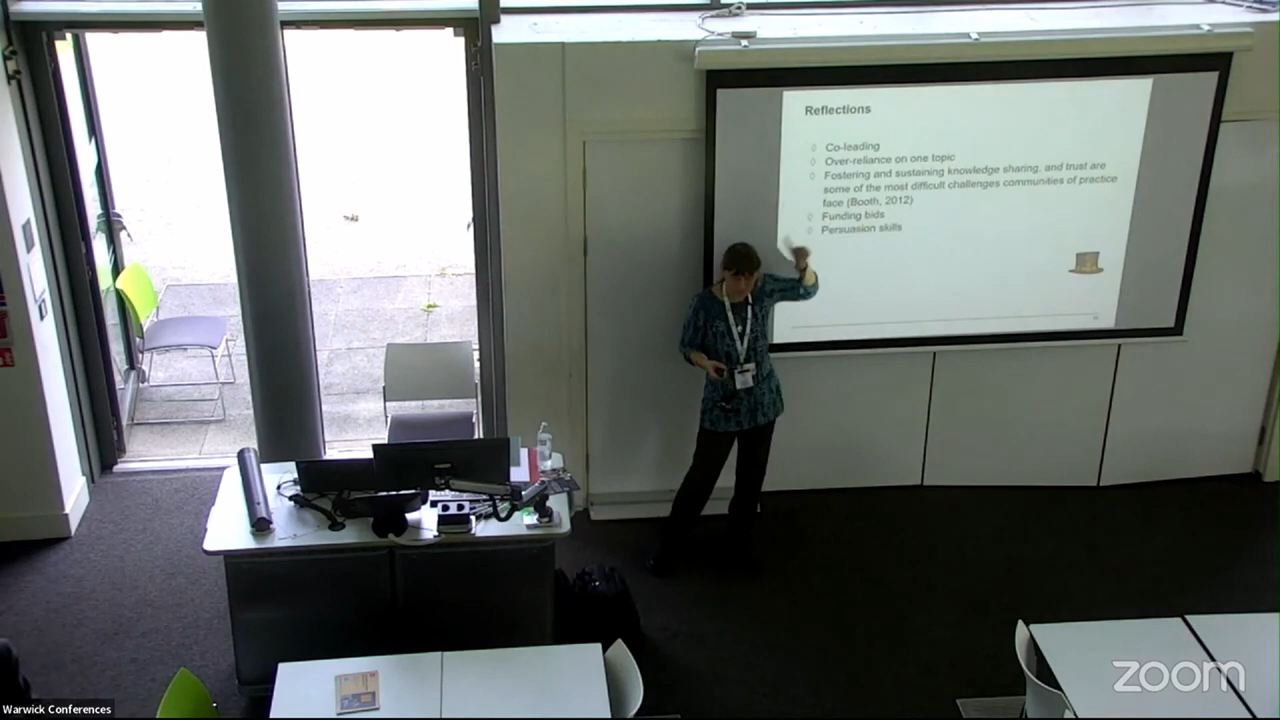 Reflections
◊ Co-leading
◊ Over-reliance on one topic
◊ Fostering and sustaining knowledge sharing, and trust are
some of the most difficult challenges communities of practice
face (Booth, 2012)
◊ Funding bids
◊ Persuasion skills
zoom
Warwick Conferences